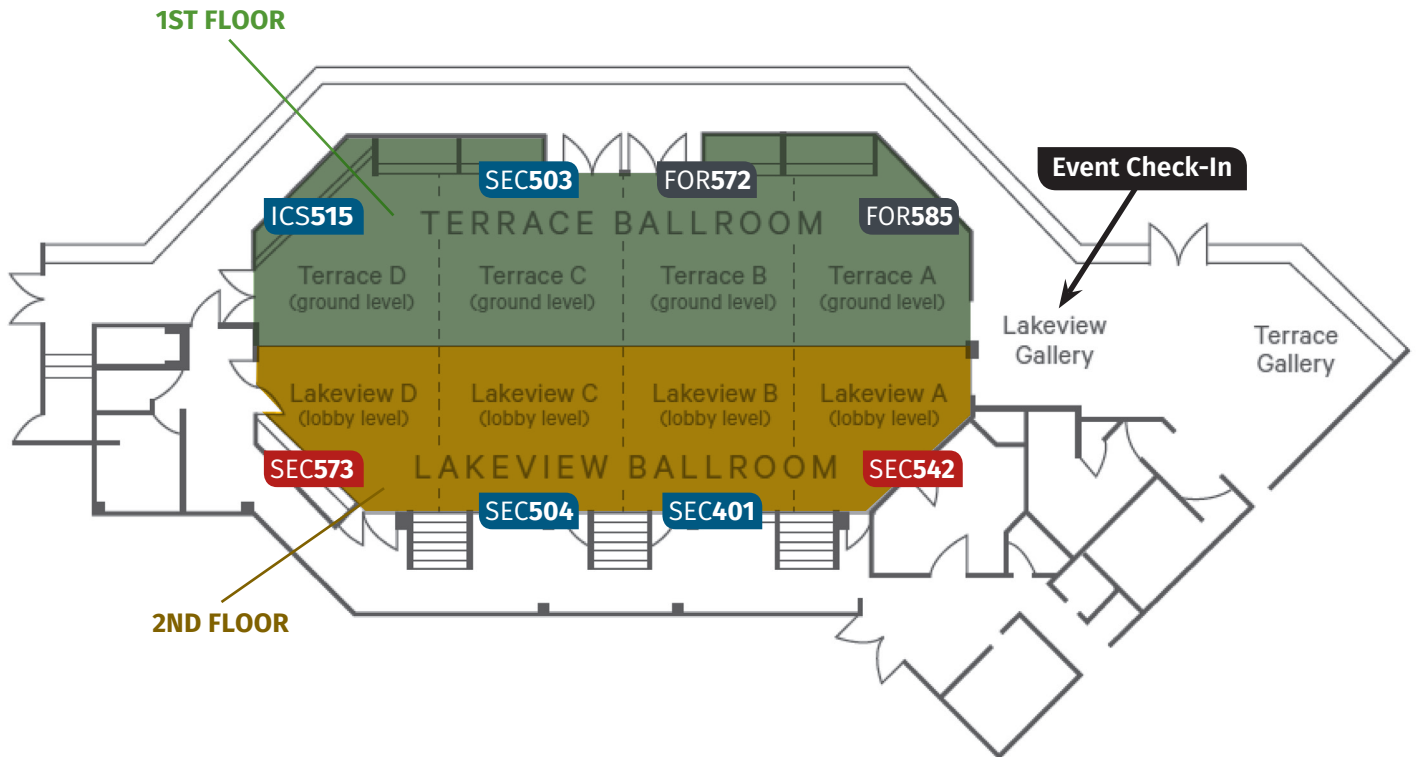 1ST FLOOR
SEC503
FOR572
Event Check-In
ICS515
FOR585
TERRACE BALLROOM
Terrace D
(ground level)
Terrace C
(ground level)
Terrace B
(ground level)
Terrace A
(ground level)
Lakeview
Gallery
Terrace
Gallery
Lakeview D
(lobby level)
Lakeview C
(lobby level)
Lakeview B
(lobby level)
Lakeview A
(lobby level)
SEC573
LAKEVIEW BALLROOM
SEC542
SEC504
SEC401
2ND FLOOR